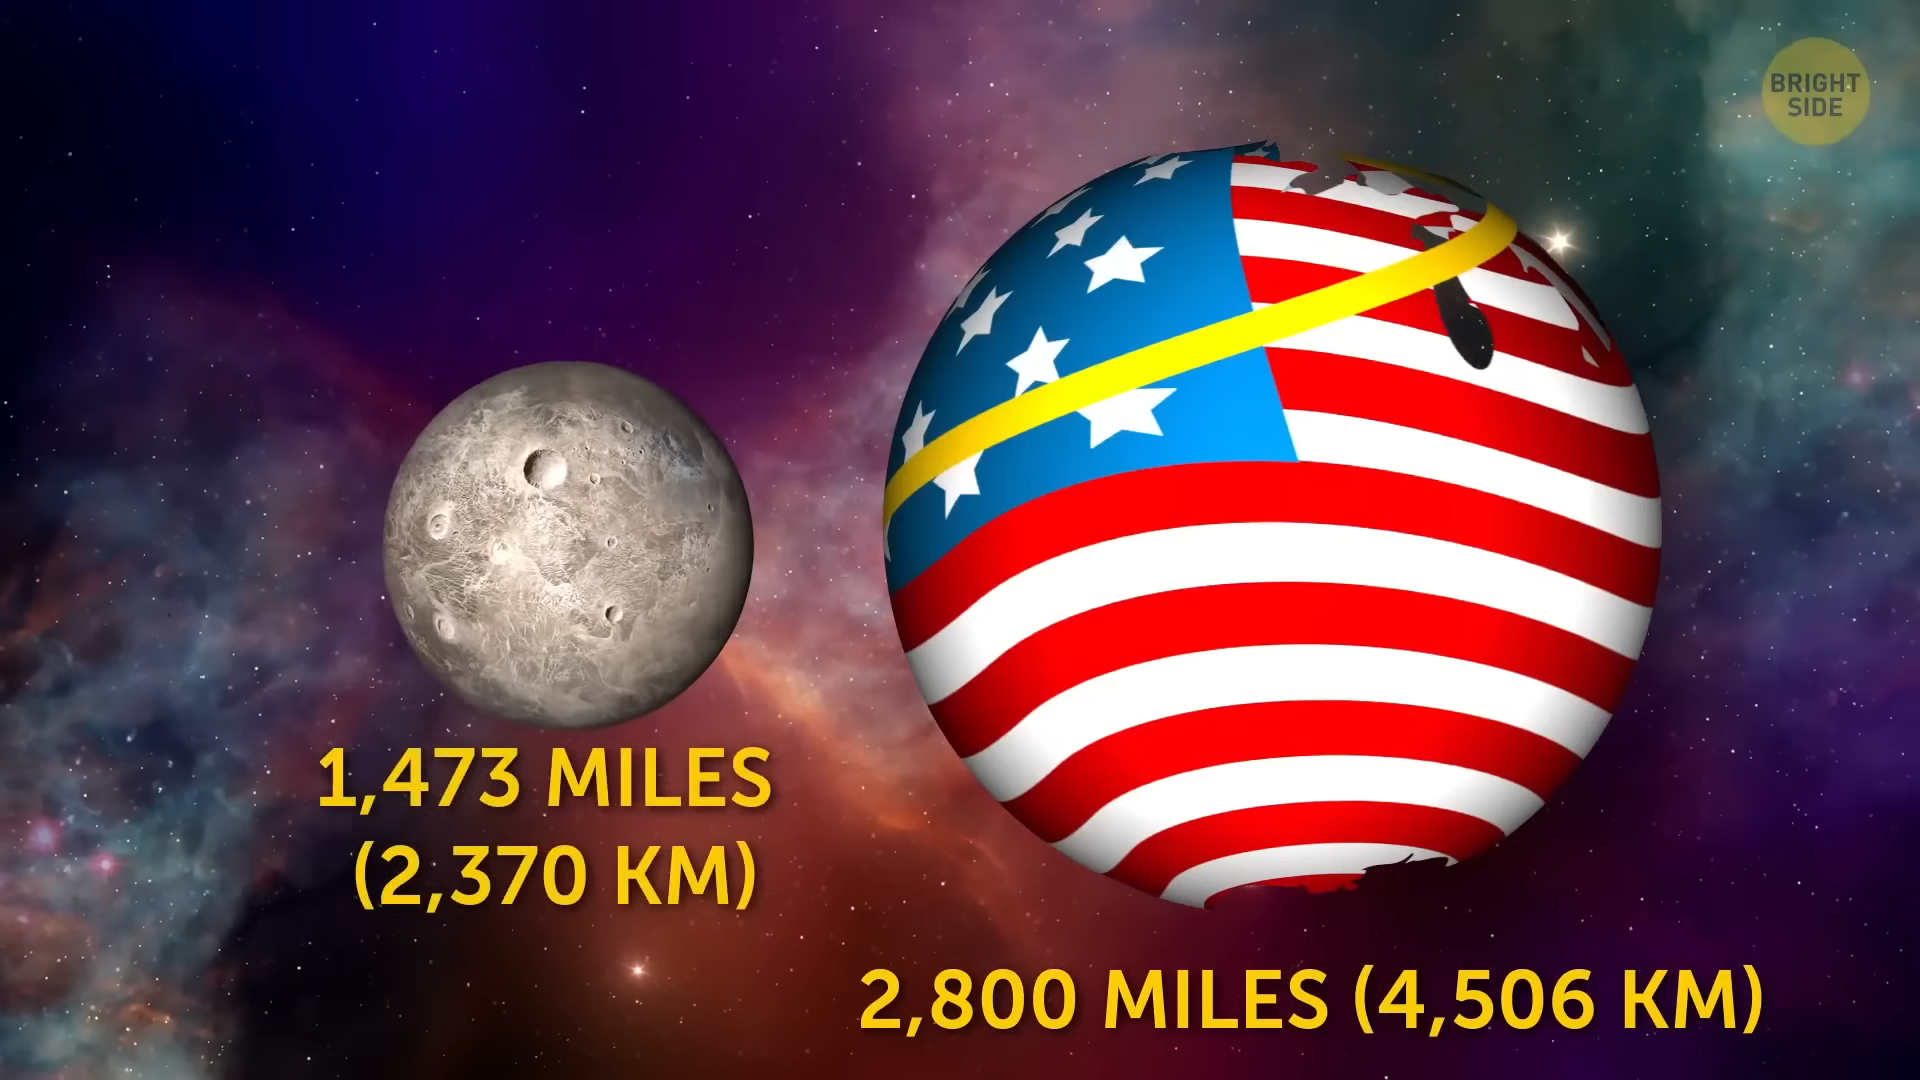 BRIGHT
SIDE
1,473 MILES
(2,370 KM)
2,800 MILES (4,506 KM)